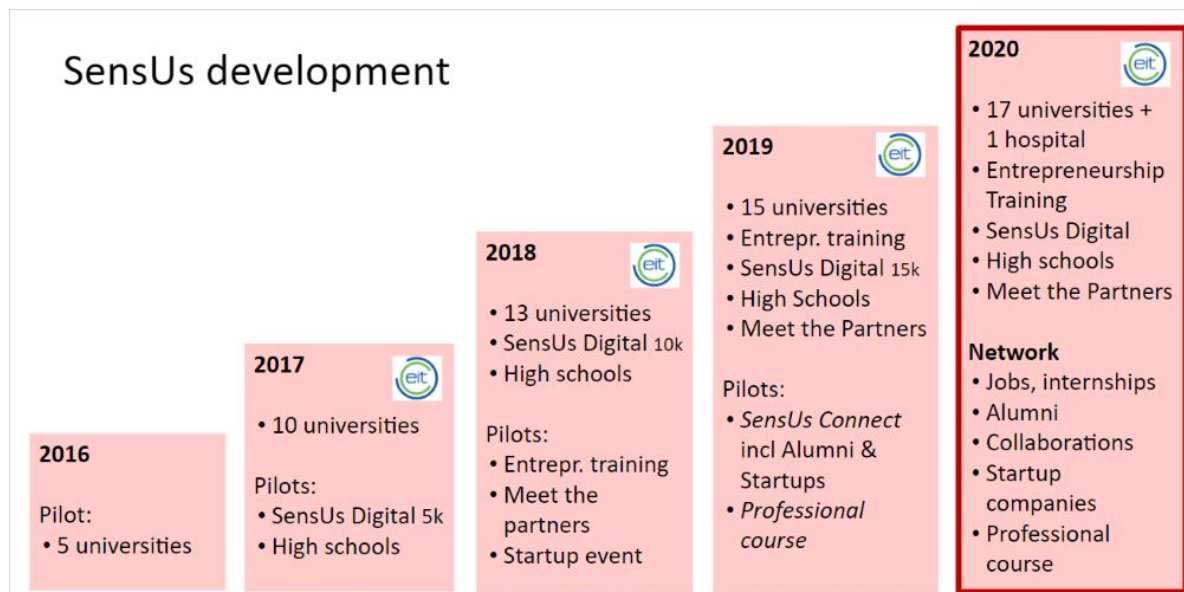 SensUs development
2016
Pilot:
• 5 universities
2017
eit
• 10 universities
Pilots:
• SensUs Digital 5k
• High schools
2018
eit
• 13 universities
• SensUs Digital 10k
• High schools
Pilots:
• Entrepr. training
• Meet the
partners
• Startup event
2019
eit
• 15 universities
• Entrepr. training
• SensUs Digital 15k
• High Schools
• Meet the Partners
Pilots:
• SensUs Connect
incl Alumni &
Startups
• Professional
course
2020
eit
• 17 universities +
1 hospital
• Entrepreneurship
Training
• SensUs Digital
• High schools
• Meet the Partners
Network
• Jobs, internships
• Alumni
• Collaborations
• Startup
companies
• Professional
course